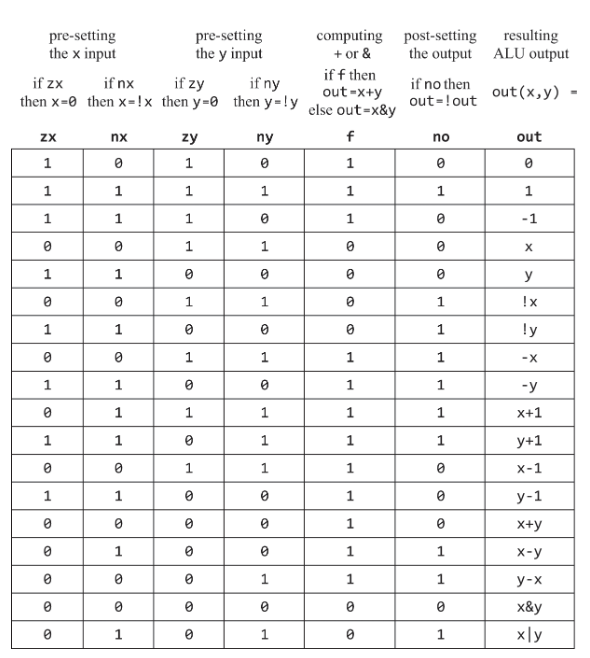 pre-setting the x input pre-setting the y input computing + or & post-setting the output resulting ALU output
if zx then x=0 if nx then x=!x if zy then y=0 if ny then y=!y if f then out=x+y else out=x&y if no then out=!out out(x,y) =
zx nx zy ny f no out
1 0 1 0 1 0 0
1 1 1 1 1 1 1
1 1 1 0 1 0 -1
0 0 1 1 0 0 x
1 1 0 0 0 0 y
0 0 1 1 0 1 !x
1 1 0 0 0 1 !y
0 0 1 1 1 1 -x
1 1 0 0 1 1 -y
0 1 1 1 1 1 x+1
1 1 0 1 1 1 y+1
0 0 1 1 1 0 x-1
1 1 0 0 1 0 y-1
0 0 0 0 1 0 x+y
0 1 0 0 1 1 x-y
0 0 0 1 1 1 y-x
0 0 0 0 0 0 x&y
0 1 0 1 0 1 x|y